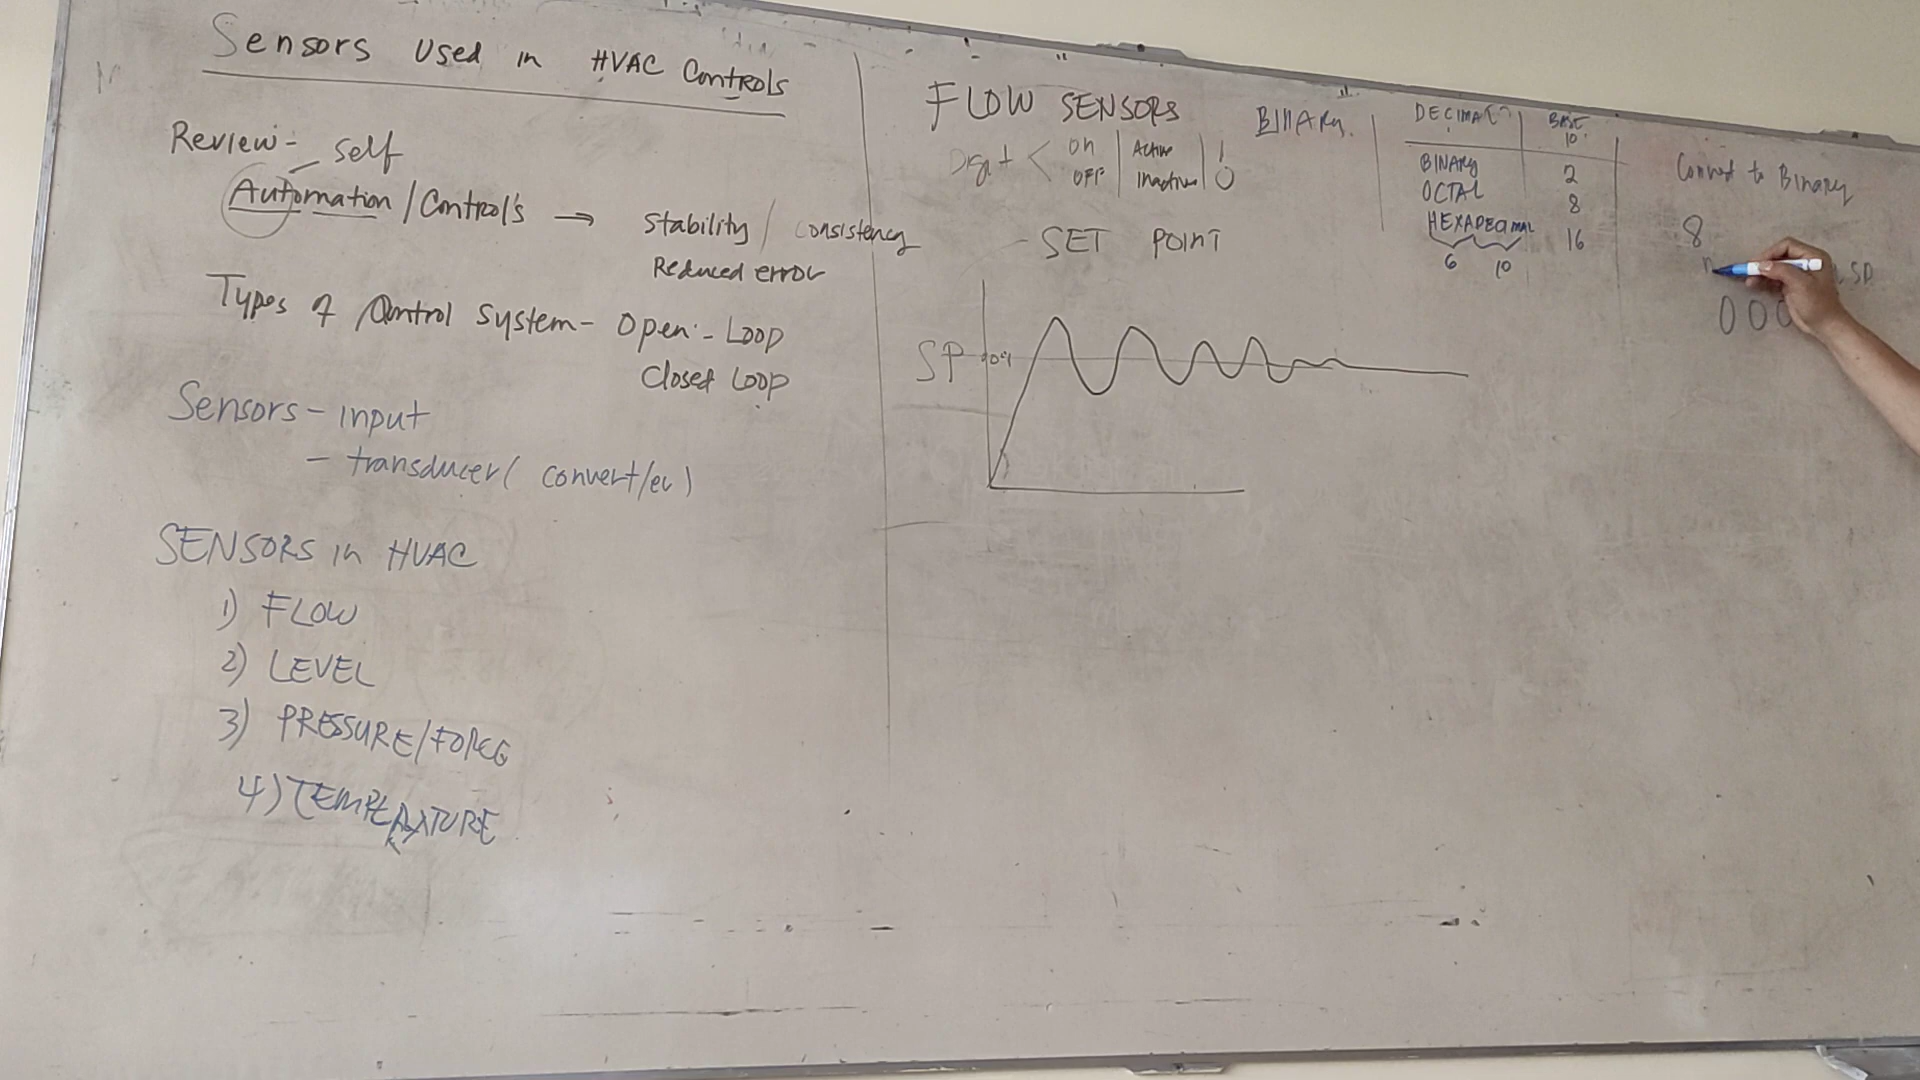 Sensors Used in HVAC Controls
Review - self
Automation / Control's → Stability / consistency
Reduced error
Types of Control System - Open - Loop
Closed Loop
Sensors - input
- transducer ( convert/ev )
SENSORS in HVAC
1) FLOW
2) LEVEL
3) PRESSURE/FORCE
4) TEMPERATURE
FLOW SENSORS
BINARY.
Digit < ON | Active | 1
OFF | Inactive | 0
- SET POINT
SP
DECIMAL | BASE 10
BINARY 2
OCTAL 8
HEXADECIMAL 16
6 10
Convert to Binary
8
000